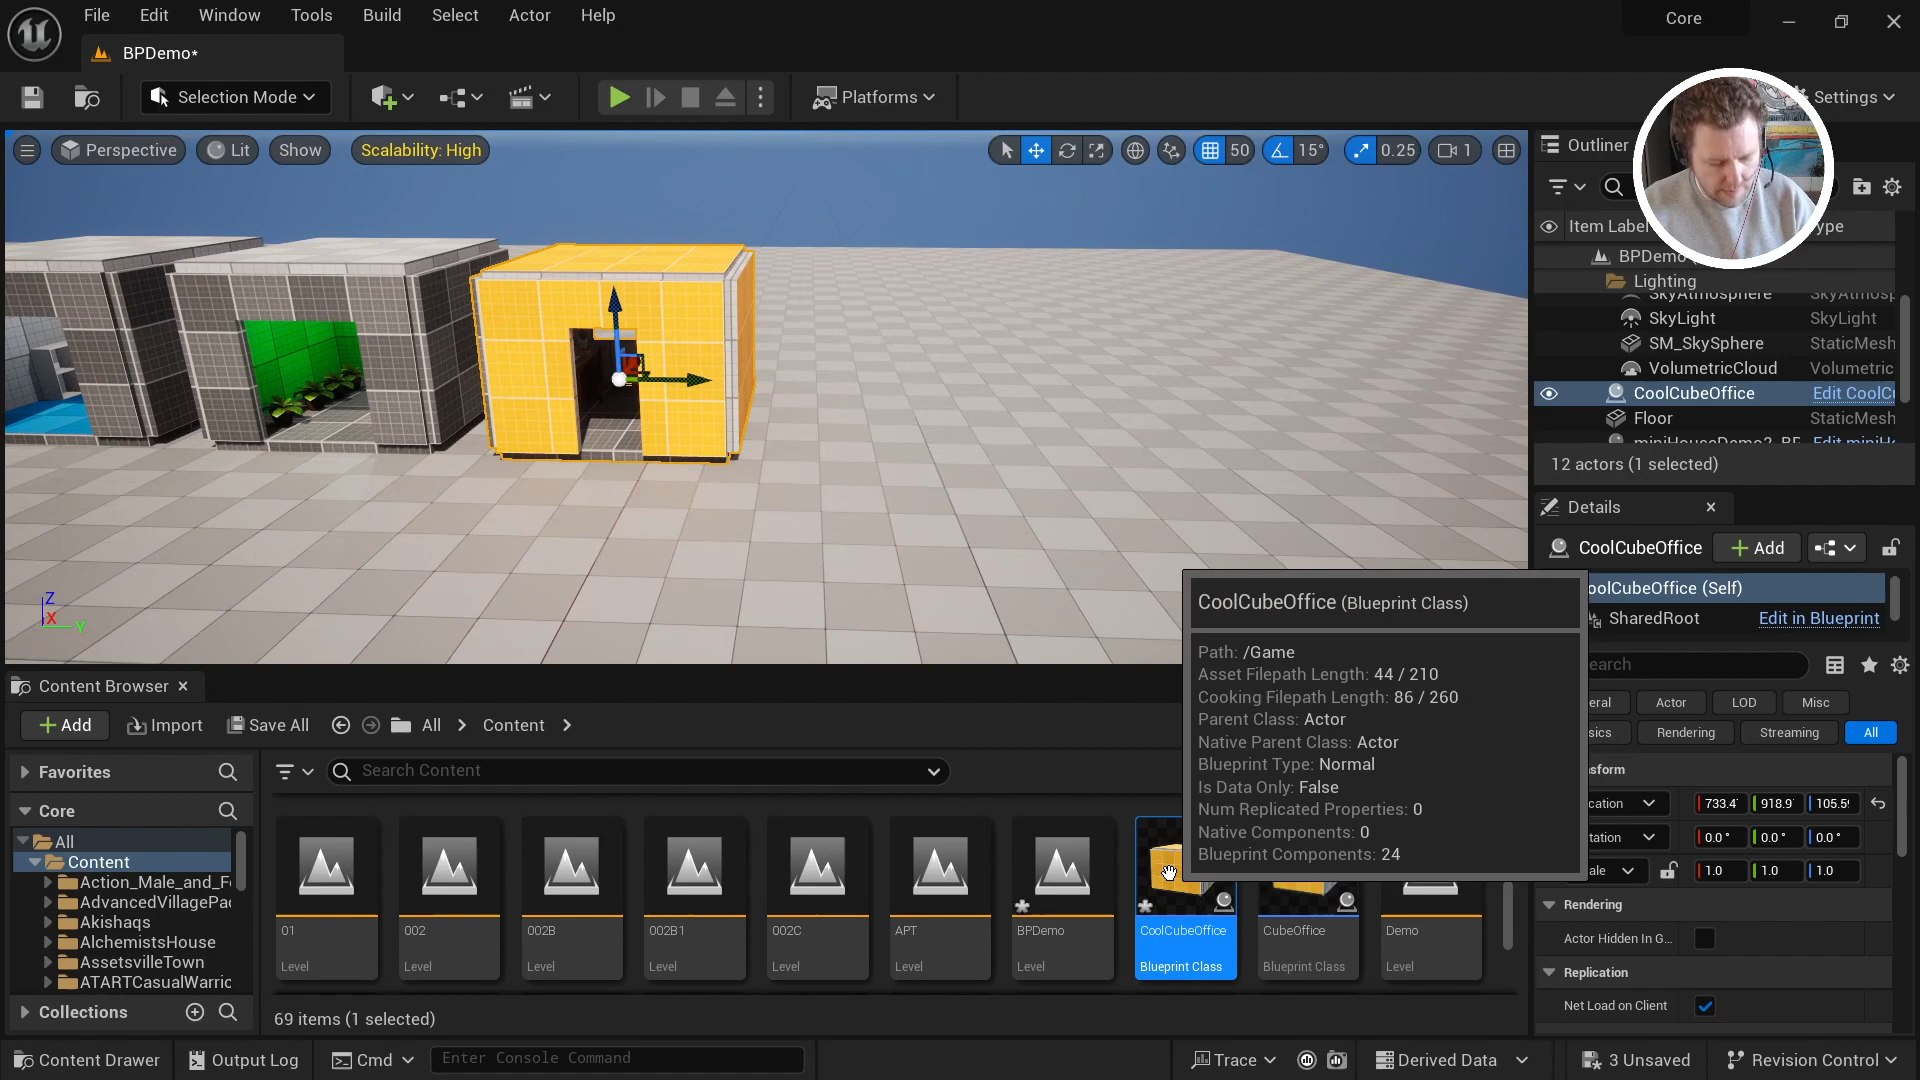 File Edit Window Tools Build Select Actor Help
Core
BPDemo*
Selection Mode
Platforms
Settings
Perspective
Lit
Show
Scalability: High
50
15°
0.25
1
Outliner
Item Label
ype
BPDemo
Lighting
SkyAtmosphere SkyAtmosp
SkyLight SkyLight
SM_SkySphere StaticMesh
VolumetricCloud Volumetric
CoolCubeOffice Edit CoolCu
Floor StaticMesh
miniHouseDemo2_BP Edit miniHo
12 actors (1 selected)
Details
CoolCubeOffice
Add
oolCubeOffice (Self)
SharedRoot Edit in Blueprint
earch
eral Actor LOD Misc
sics Rendering Streaming All
nsform
cation 733.4 918.9 105.5
tation 0.0 ° 0.0 ° 0.0 °
ale 1.0 1.0 1.0
Rendering
Actor Hidden In G...
Replication
Net Load on Client
CoolCubeOffice (Blueprint Class)
Path: /Game
Asset Filepath Length: 44 / 210
Cooking Filepath Length: 86 / 260
Parent Class: Actor
Native Parent Class: Actor
Blueprint Type: Normal
Is Data Only: False
Num Replicated Properties: 0
Native Components: 0
Blueprint Components: 24
Content Browser
Add Import Save All All Content
Favorites
Search Content
Core
All
Content
Action_Male_and_Fe
AdvancedVillagePac
Akishaqs
AlchemistsHouse
AssetsvilleTown
ATARTCasualWarric
Collections
01
Level
002
Level
002B
Level
002B1
Level
002C
Level
APT
Level
BPDemo
Level
CoolCubeOffice
Blueprint Class
CubeOffice
Blueprint Class
Demo
Level
69 items (1 selected)
Z
X
Y
Content Drawer
Output Log
Cmd
Enter Console Command
Trace
Derived Data
3 Unsaved
Revision Control